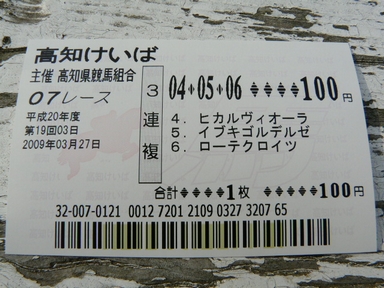 高知けいば
主催 高知県競馬組合
07レース
平成20年度
第19回03日
2009年03月27日
3連複
04-05-06 ◆◆◆◆100円
4. ヒカルヴィオーラ
5. イブキゴルデルゼ
6. ローテクロイツ
合計◆◆◆◆1枚 ◆◆◆◆◆100円
32-007-0121 0012 7201 2109 0327 3207 65